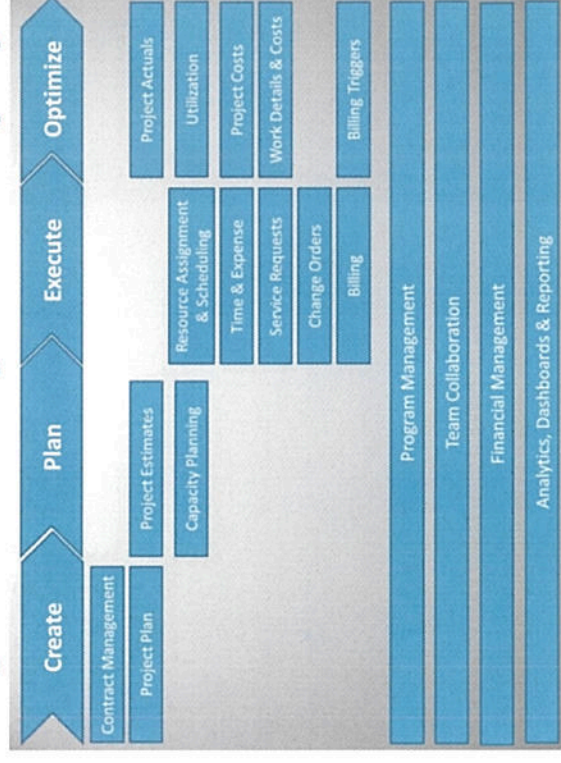 Create
Plan
Execute
Optimize
Contract Management
Project Plan
Project Estimates
Capacity Planning
Resource Assignment
& Scheduling
Time & Expense
Service Requests
Change Orders
Billing
Project Actuals
Utilization
Project Costs
Work Details & Costs
Billing Triggers
Program Management
Team Collaboration
Financial Management
Analytics, Dashboards & Reporting